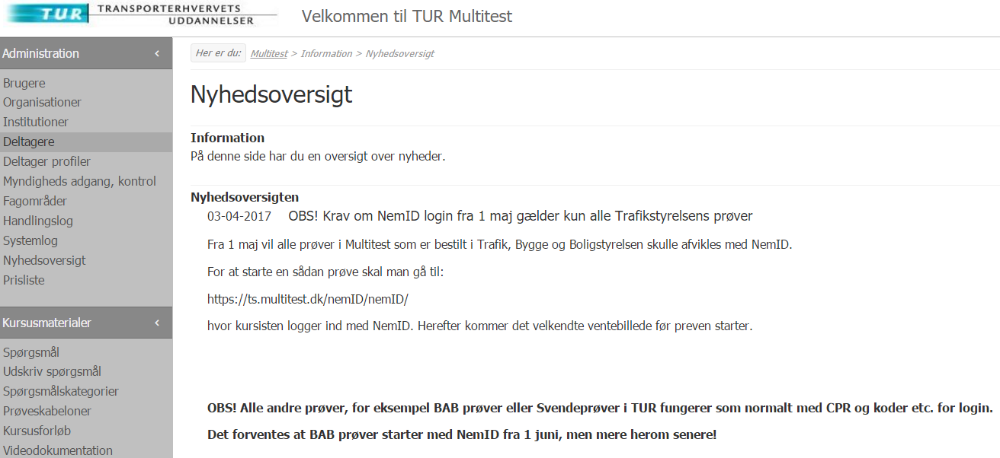 TUR TRANSPORTERHVERVETS
UDDANNELSER
Velkommen til TUR Multitest
Administration
Brugere
Organisationer
Institutioner
Deltagere
Deltager profiler
Myndigheds adgang, kontrol
Fagområder
Handlingslog
Systemlog
Nyhedsoversigt
Prisliste
Kursusmaterialer
Spørgsmål
Udskriv spørgsmål
Spørgsmålskategorier
Prøveskabeloner
Kursusforløb
Videodokumentation
Her er du: Multitest > Information > Nyhedsoversigt
Nyhedsoversigt
Information
På denne side har du en oversigt over nyheder.
Nyhedsoversigten
03-04-2017 OBS! Krav om NemID login fra 1 maj gælder kun alle Trafikstyrelsens prøver
Fra 1 maj vil alle prøver i Multitest som er bestilt i Trafik, Bygge og Boligstyrelsen skulle afvikles med NemID.
For at starte en sådan prøve skal man gå til:
https://ts.multitest.dk/nemID/nemID/
hvor kursisten logger ind med NemID. Herefter kommer det velkendte ventebillede før preven starter.
OBS! Alle andre prøver, for eksempel BAB prøver eller Svendeprøver i TUR fungerer som normalt med CPR og koder etc. for login.
Det forventes at BAB prøver starter med NemID fra 1 juni, men mere herom senere!